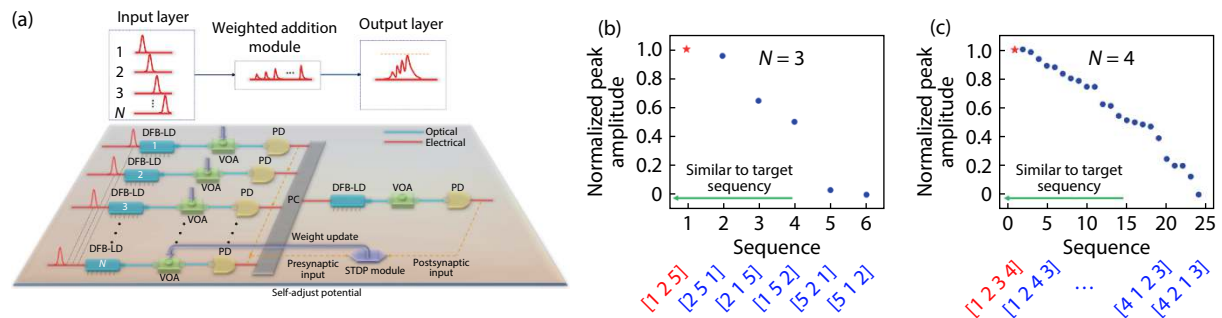 (a)
Input layer
Weighted addition
module
Output layer
1
2
3
⋮
N
...
DFB-LD
1
VOA
PD
Optical
Electrical
DFB-LD
2
VOA
PD
DFB-LD
3
VOA
PD
PC
DFB-LD
VOA
PD
DFB-LD
N
VOA
PD
Weight update
Presynaptic
input
STDP module
Postsynaptic
input
Self-adjust potential
(b)
Normalized peak
amplitude
1.0
0.8
0.6
0.4
0.2
0
N = 3
Similar to target
sequency
1 2 3 4 5 6
Sequence
[1 2 5]
[2 5 1]
[2 1 5]
[1 5 2]
[5 2 1]
[5 1 2]
(c)
Normalized peak
amplitude
1.0
0.8
0.6
0.4
0.2
0
N = 4
Similar to target
sequency
0 5 10 15 20 25
Sequence
[1 2 3 4]
[1 2 4 3]
...
[4 1 2 3]
[4 2 1 3]